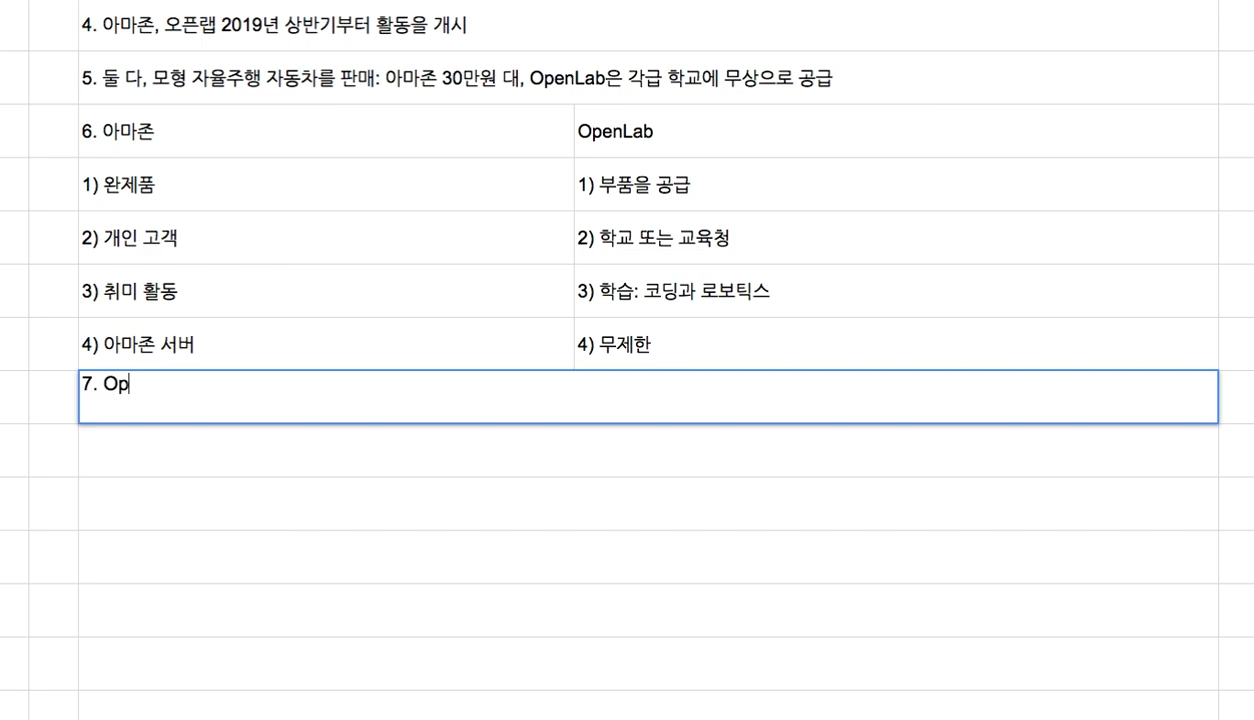 4. 아마존, 오픈랩 2019년 상반기부터 활동을 개시
5. 둘 다, 모형 자율주행 자동차를 판매: 아마존 30만원 대, OpenLab은 각급 학교에 무상으로 공급
6. 아마존 OpenLab
1) 완제품 1) 부품을 공급
2) 개인 고객 2) 학교 또는 교육청
3) 취미 활동 3) 학습: 코딩과 로보틱스
4) 아마존 서버 4) 무제한
7. Op